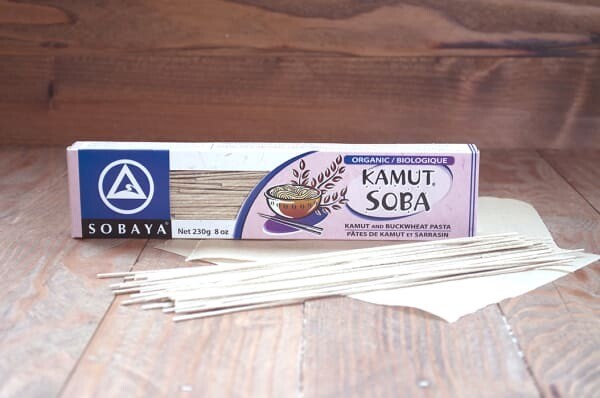 SOBAYA
Net 230g 8 oz
ORGANIC / BIOLOGIQUE
KAMUT®
SOBA
KAMUT AND BUCKWHEAT PASTA
PÂTES DE KAMUT ET SARRASIN